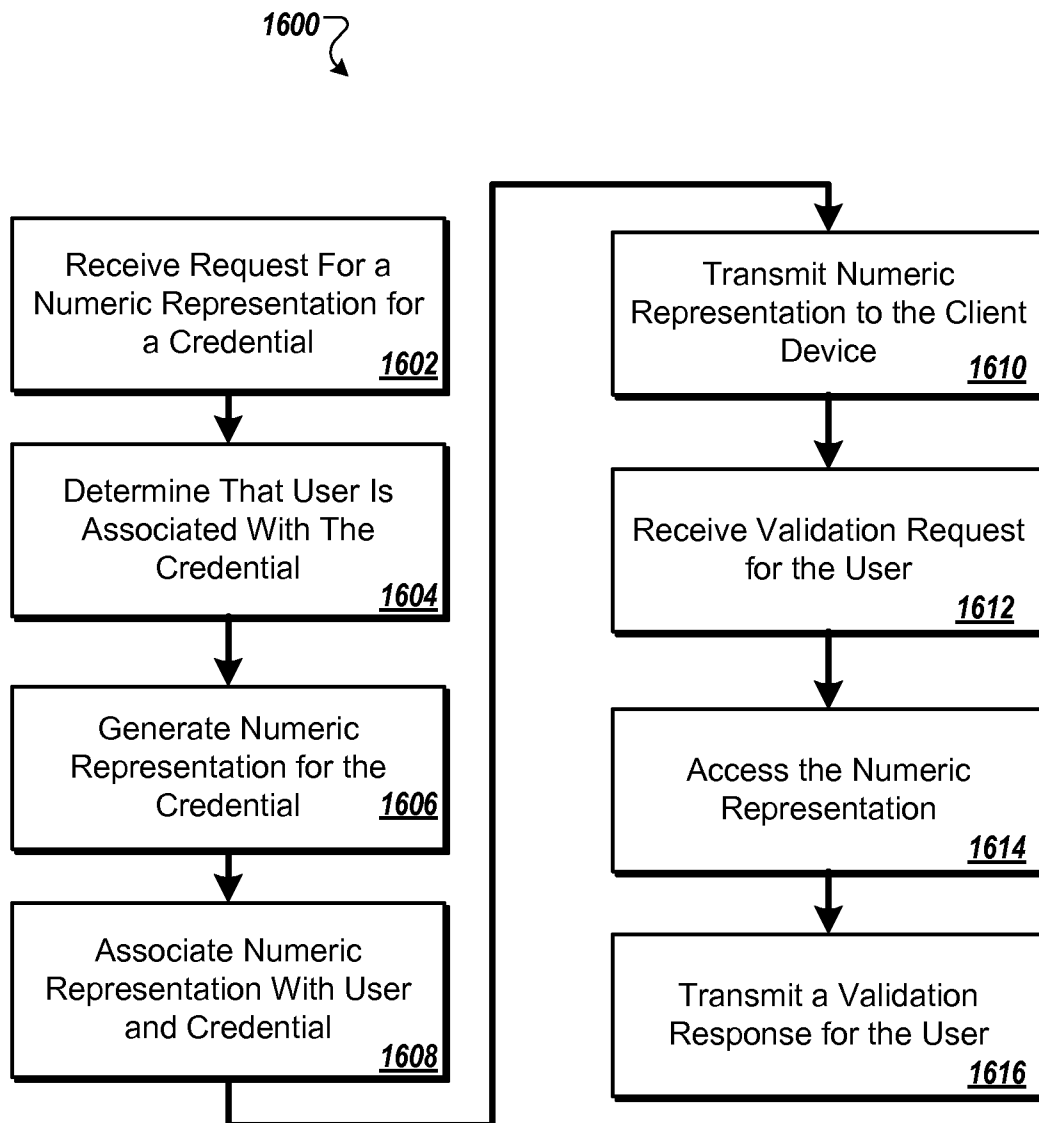 1600
Receive Request For a
Numeric Representation for
a Credential
1602
Determine That User Is
Associated With The
Credential
1604
Generate Numeric
Representation for the
Credential
1606
Associate Numeric
Representation With User
and Credential
1608
Transmit Numeric
Representation to the Client
Device
1610
Receive Validation Request
for the User
1612
Access the Numeric
Representation
1614
Transmit a Validation
Response for the User
1616